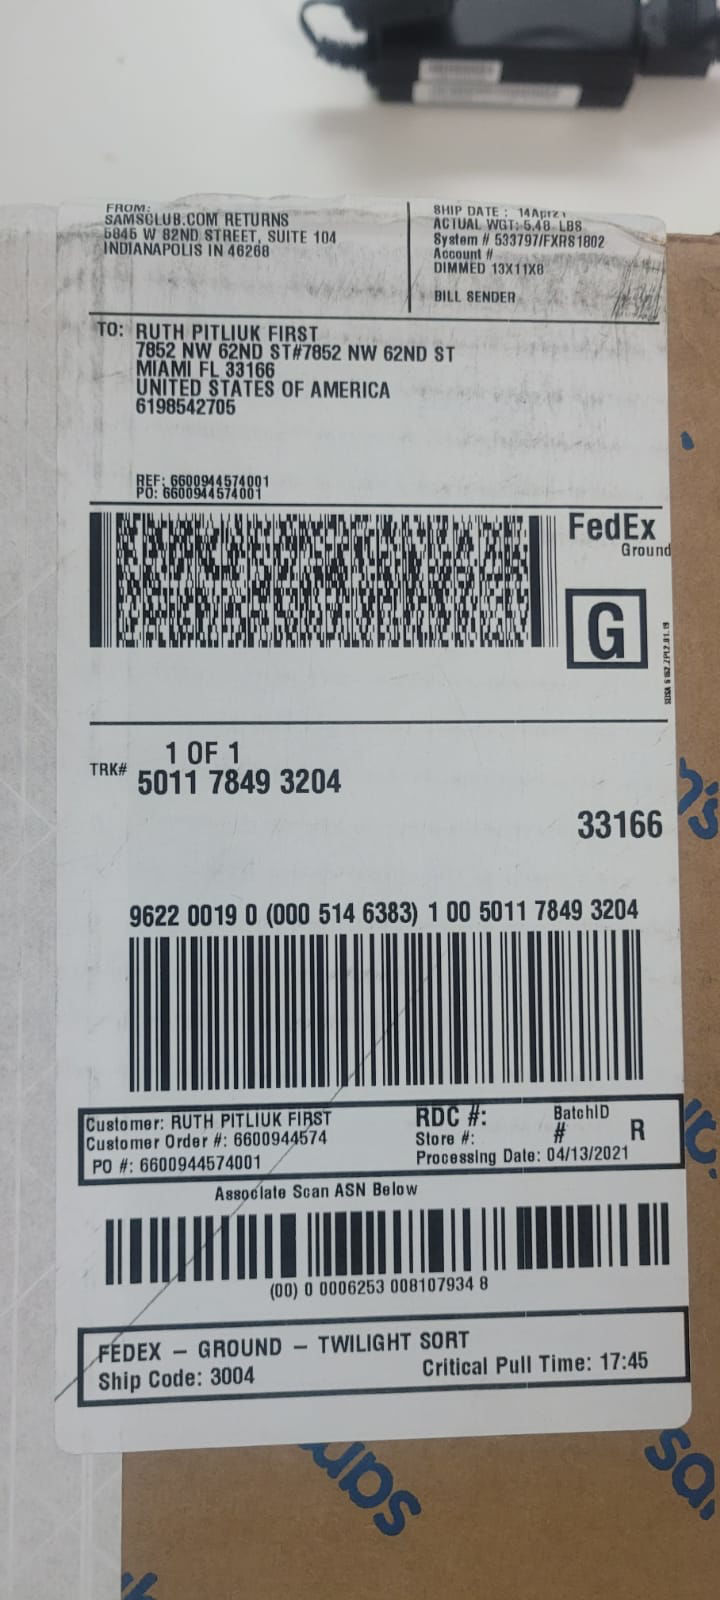 FROM:
SAMSCLUB.COM RETURNS
5845 W 82ND STREET, SUITE 104
INDIANAPOLIS IN 46268
SHIP DATE : 14Apr21
ACTUAL WGT: 5.48 LBS
System # 533797/FXRS1802
Account #
DIMMED 13X11X8
BILL SENDER
TO: RUTH PITLIUK FIRST
7852 NW 62ND ST#7852 NW 62ND ST
MIAMI FL 33166
UNITED STATES OF AMERICA
6198542705
REF: 6600944574001
PO: 6600944574001
FedEx
Ground
G
1 OF 1
TRK# 5011 7849 3204
33166
9622 0019 0 (000 514 6383) 1 00 5011 7849 3204
Customer: RUTH PITLIUK FIRST
Customer Order #: 6600944574
PO #: 6600944574001
RDC #:
Store #:
Processing Date: 04/13/2021
BatchID
#
R
Associate Scan ASN Below
(00) 0 0006253 008107934 8
FEDEX – GROUND – TWILIGHT SORT
Ship Code: 3004
Critical Pull Time: 17:45
sam's